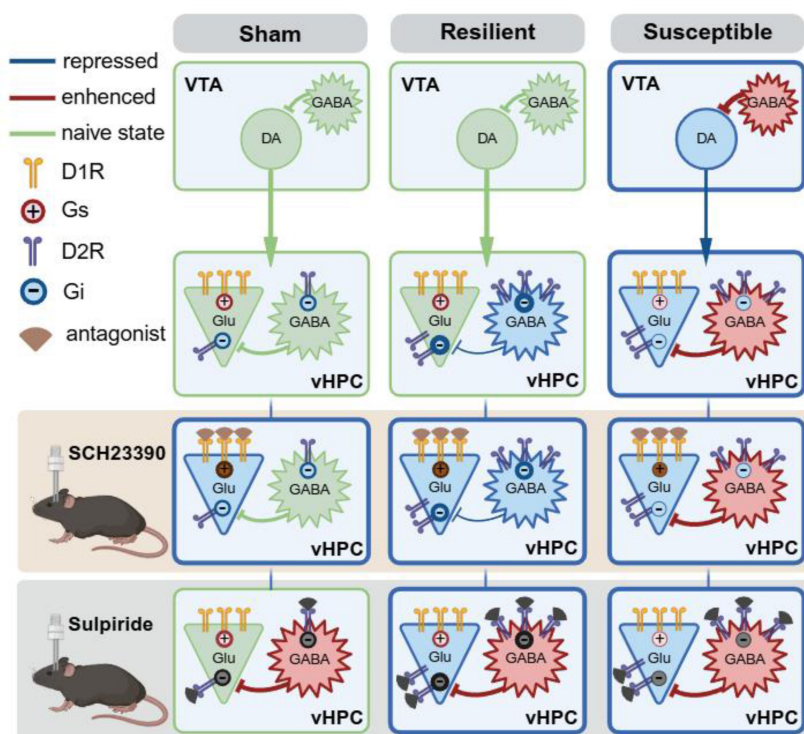 Sham Resilient Susceptible
repressed
enhenced
naive state
D1R
+ Gs
D2R
- Gi
antagonist
VTA GABA
DA
VTA GABA
DA
VTA GABA
DA
+
Glu
-
-
GABA
vHPC
+
Glu
-
-
GABA
vHPC
+
Glu
-
-
GABA
vHPC
SCH23390
+
Glu
-
-
GABA
vHPC
+
Glu
-
-
GABA
vHPC
+
Glu
-
-
GABA
vHPC
Sulpiride
+
Glu
-
-
GABA
vHPC
+
Glu
-
-
GABA
vHPC
+
Glu
-
-
GABA
vHPC